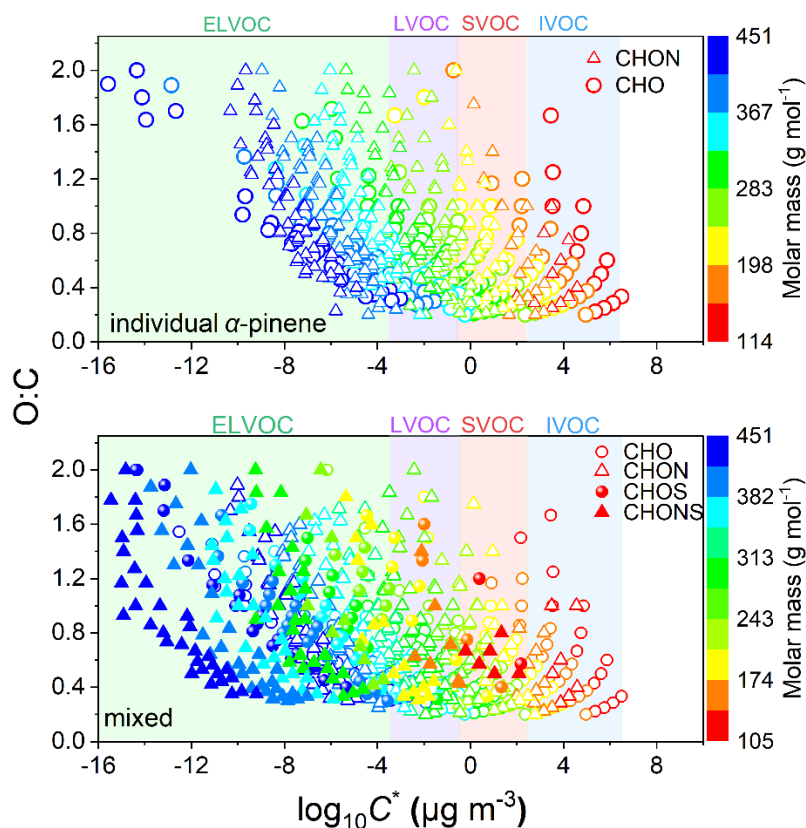 ELVOC LVOC SVOC IVOC
2.0
1.6
1.2
0.8
0.4
0.0
CHON
CHO
individual α-pinene
-16 -12 -8 -4 0 4 8
451
367
283
198
114
Molar mass (g mol⁻¹)
O:C
ELVOC LVOC SVOC IVOC
2.0
1.6
1.2
0.8
0.4
0.0
CHO
CHON
CHOS
CHONS
mixed
-16 -12 -8 -4 0 4 8
451
382
313
243
174
105
Molar mass (g mol⁻¹)
log₁₀C* (μg m⁻³)